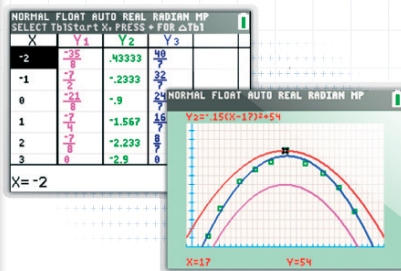 NORMAL FLOAT AUTO REAL RADIAN MP
SELECT TblStart X, PRESS + FOR △Tbl
X Y1 Y2 Y3
-2 -35/8 .43333 40/7
-1 -7/2 -.2333 32/7
0 -21/8 -.9 24/7
1 -7/4 -1.567 16/7
2 -7/8 -2.233 8/7
3 0 -2.9 0
X= -2
NORMAL FLOAT AUTO REAL RADIAN MP
Y2=-.15(X-17)²+54
X=17 Y=54